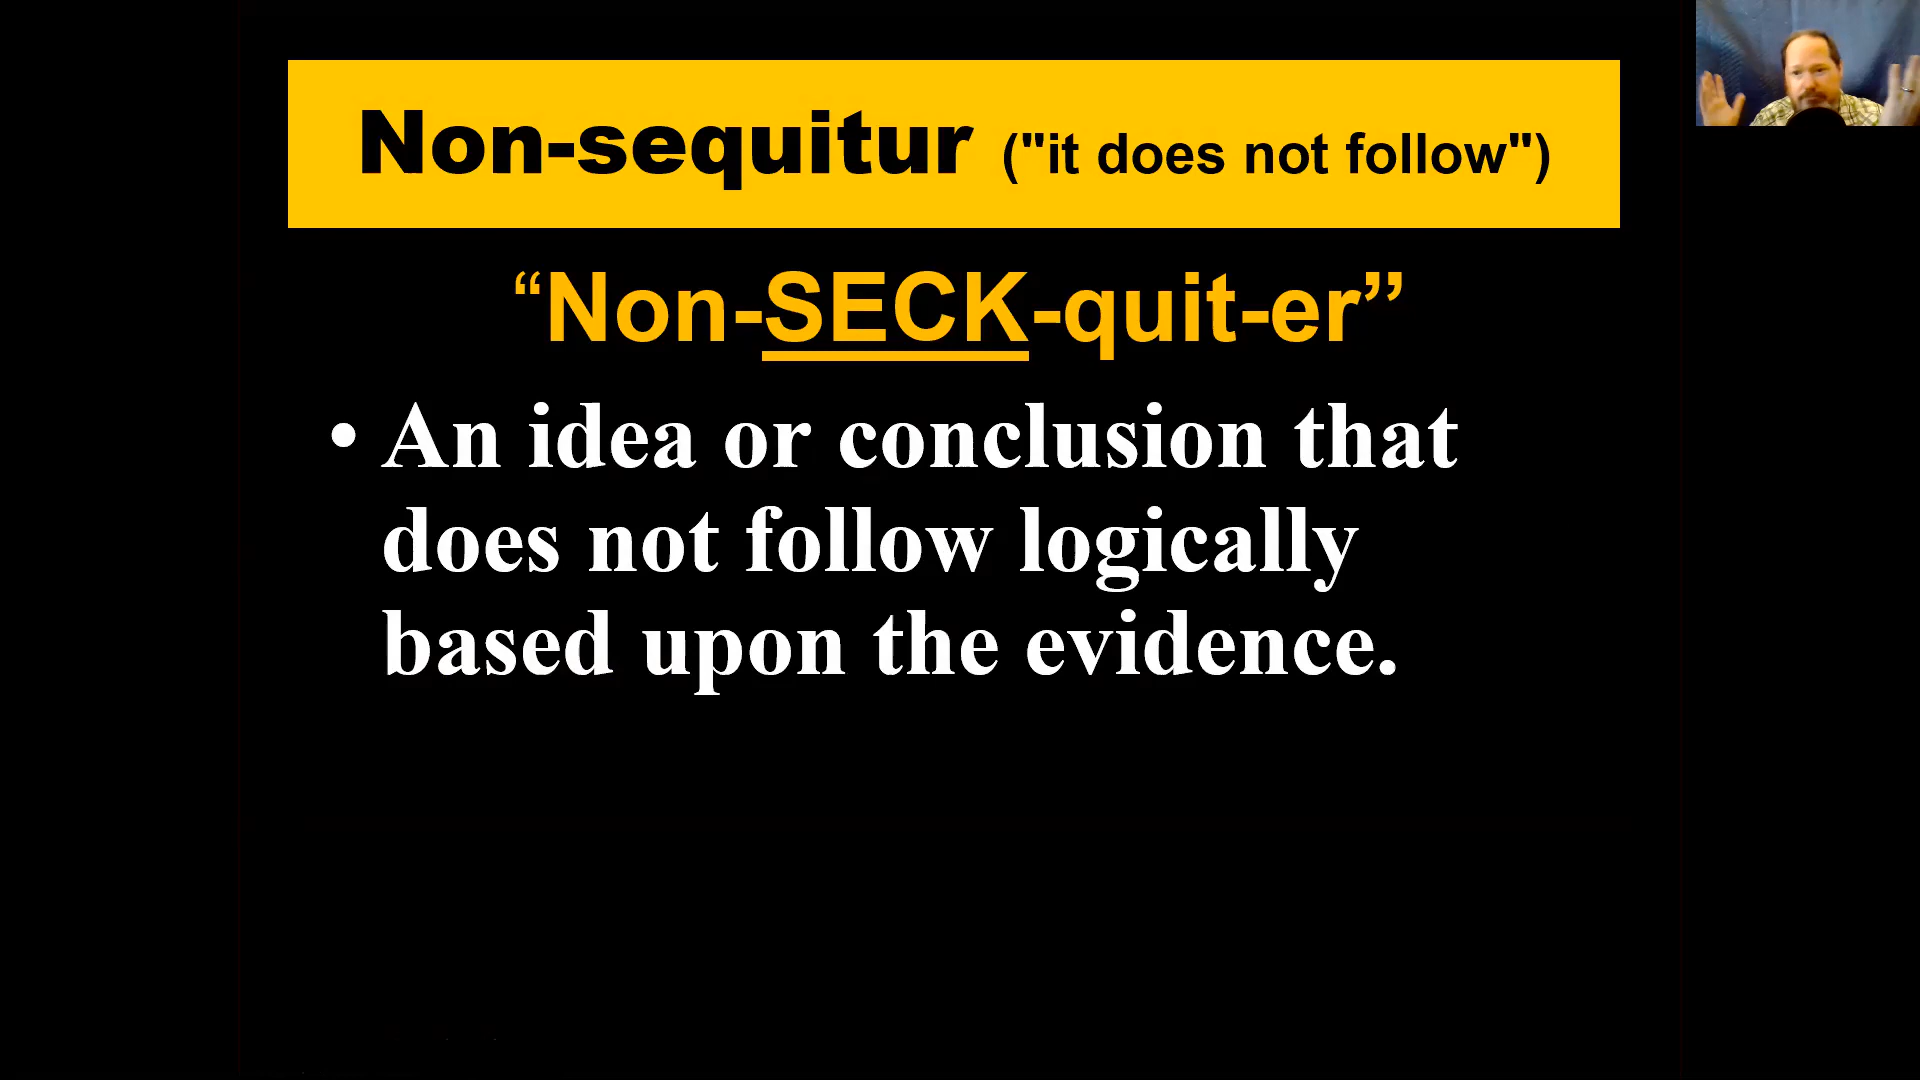 Non-sequitur ("it does not follow")
“Non-SECK-quit-er”
• An idea or conclusion that
does not follow logically
based upon the evidence.